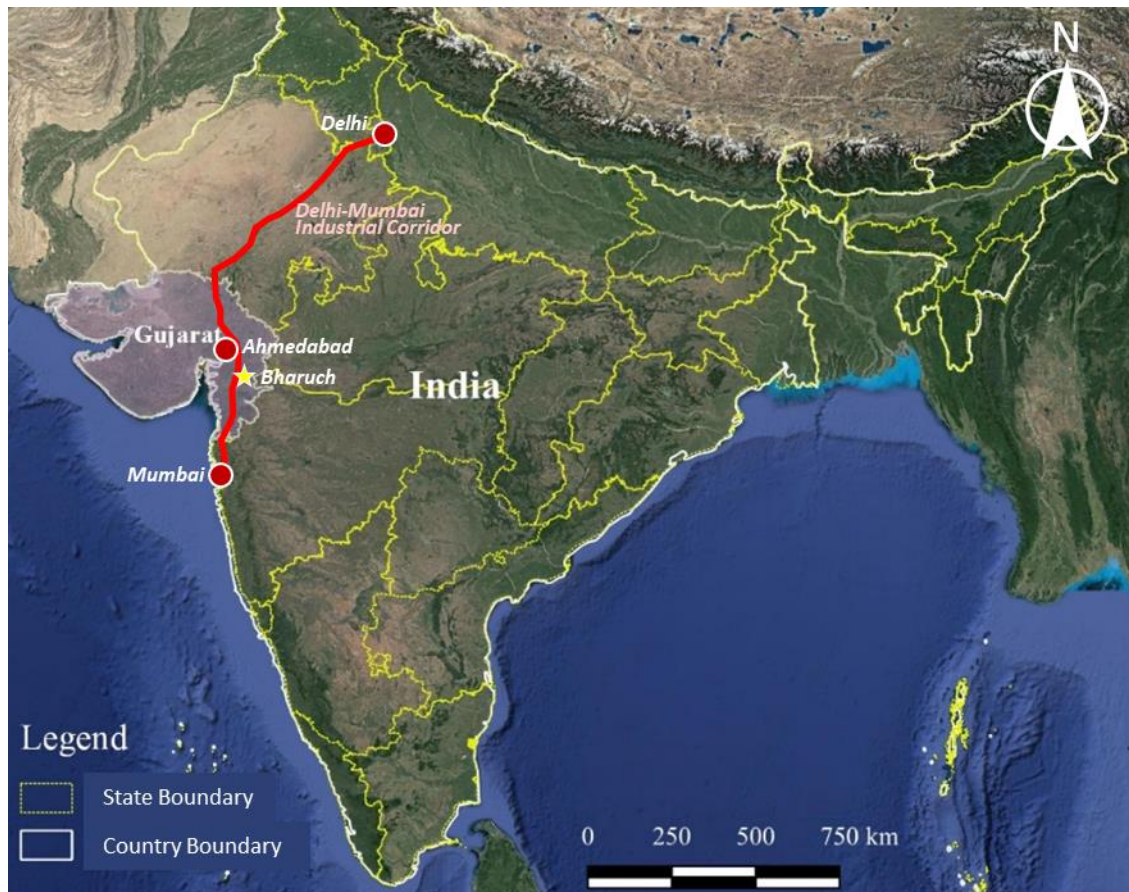 N
Delhi
Delhi-Mumbai
Industrial Corridor
Gujarat
Ahmedabad
Bharuch
India
Mumbai
Legend
State Boundary
Country Boundary
0 250 500 750 km